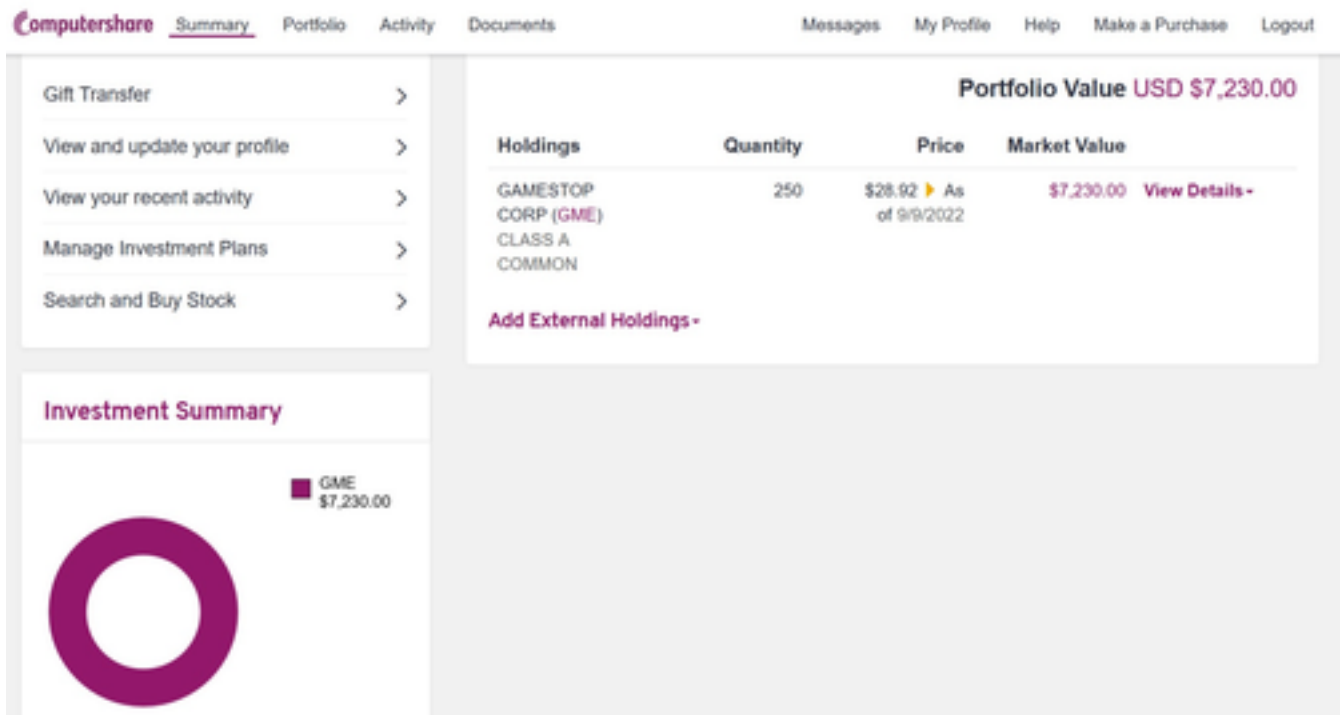 Computershare Summary Portfolio Activity Documents Messages My Profile Help Make a Purchase Logout
Gift Transfer
View and update your profile
View your recent activity
Manage Investment Plans
Search and Buy Stock
Portfolio Value USD $7,230.00
Holdings Quantity Price Market Value
GAMESTOP 250 $28.92 As $7,230.00 View Details
CORP (GME) of 9/9/2022
CLASS A
COMMON
Add External Holdings
Investment Summary
GME
$7,230.00